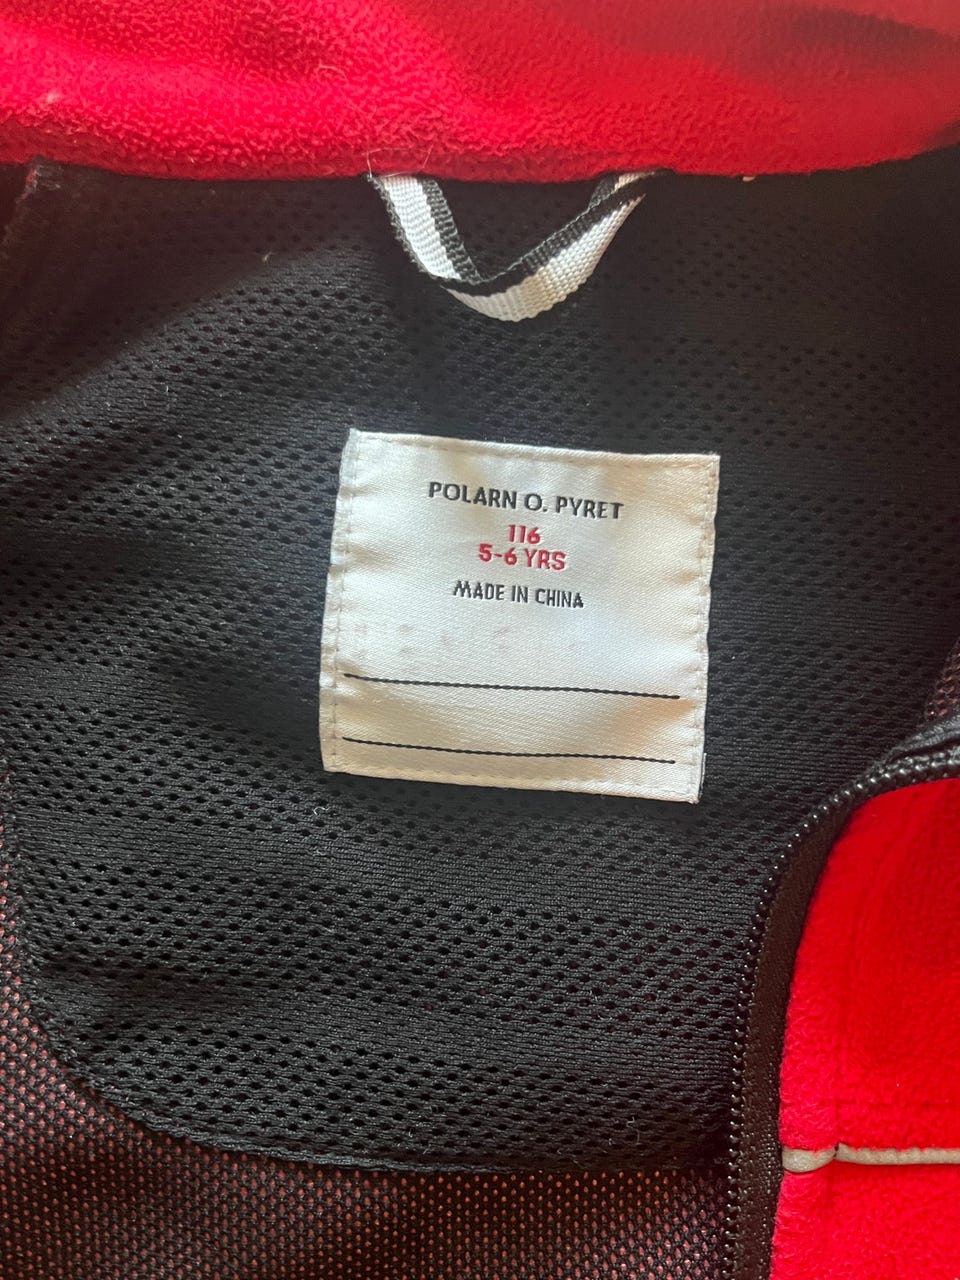 POLARN O. PYRET
116
5-6 YRS
MADE IN CHINA